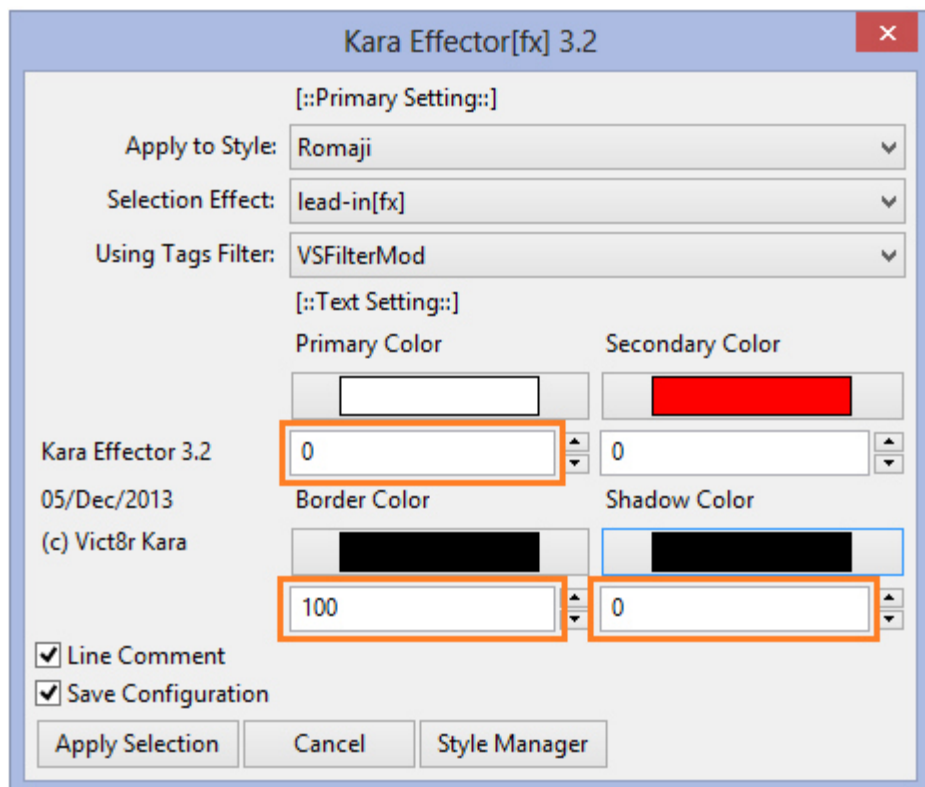 Kara Effector[fx] 3.2
[::Primary Setting::]
Apply to Style: Romaji
Selection Effect: lead-in[fx]
Using Tags Filter: VSFilterMod
[::Text Setting::]
Primary Color Secondary Color
Kara Effector 3.2 0 0
05/Dec/2013 Border Color Shadow Color
(c) Vict8r Kara
100 0
Line Comment
Save Configuration
Apply Selection Cancel Style Manager